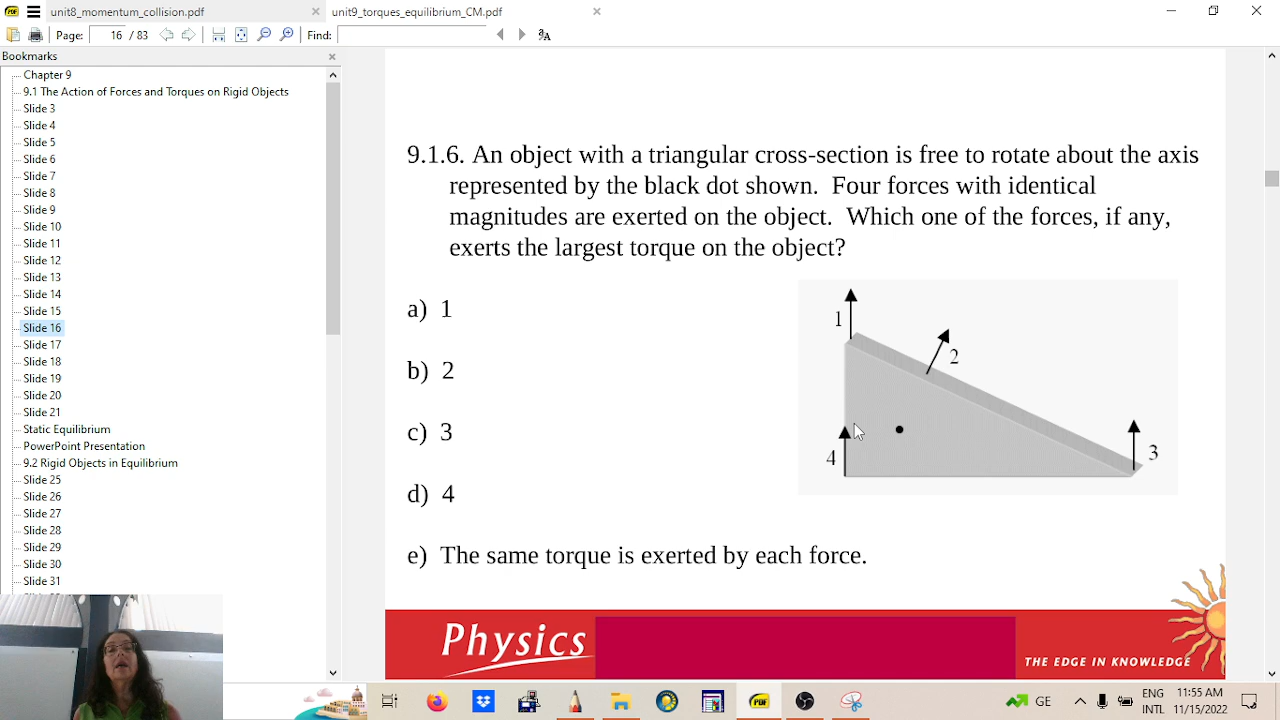 unit8_momentum_collision.pdf
unit9_torques_equilibrium_CM.pdf
Page: 16 / 83
Find:
Bookmarks
Chapter 9
9.1 The Action of Forces and Torques on Rigid Objects
Slide 3
Slide 4
Slide 5
Slide 6
Slide 7
Slide 8
Slide 9
Slide 10
Slide 11
Slide 12
Slide 13
Slide 14
Slide 15
Slide 16
Slide 17
Slide 18
Slide 19
Slide 20
Slide 21
Static Equilibrium
PowerPoint Presentation
9.2 Rigid Objects in Equilibrium
Slide 25
Slide 26
Slide 27
Slide 28
Slide 29
Slide 30
Slide 31
9.1.6. An object with a triangular cross-section is free to rotate about the axis
represented by the black dot shown. Four forces with identical
magnitudes are exerted on the object. Which one of the forces, if any,
exerts the largest torque on the object?
a) 1
b) 2
c) 3
d) 4
e) The same torque is exerted by each force.
1
2
3
4
Physics
THE EDGE IN KNOWLEDGE
PDF
GE
ENG
INTL
11:55 AM
11/15/2022